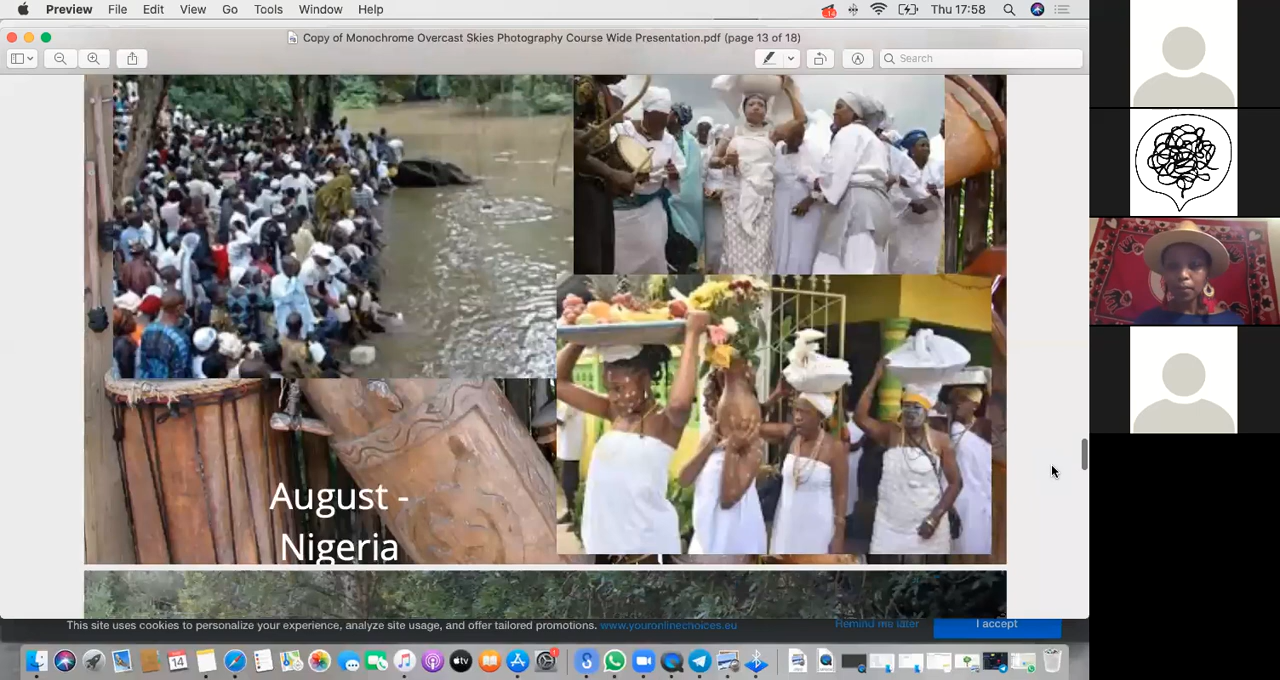 Preview File Edit View Go Tools Window Help
Thu 17:58
Copy of Monochrome Overcast Skies Photography Course Wide Presentation.pdf (page 13 of 18)
Search
August -
Nigeria
This site uses cookies to personalize your experience, analyze site usage, and offer tailored promotions. www.youronlinechoices.eu
Remind me later
I accept
14
tv